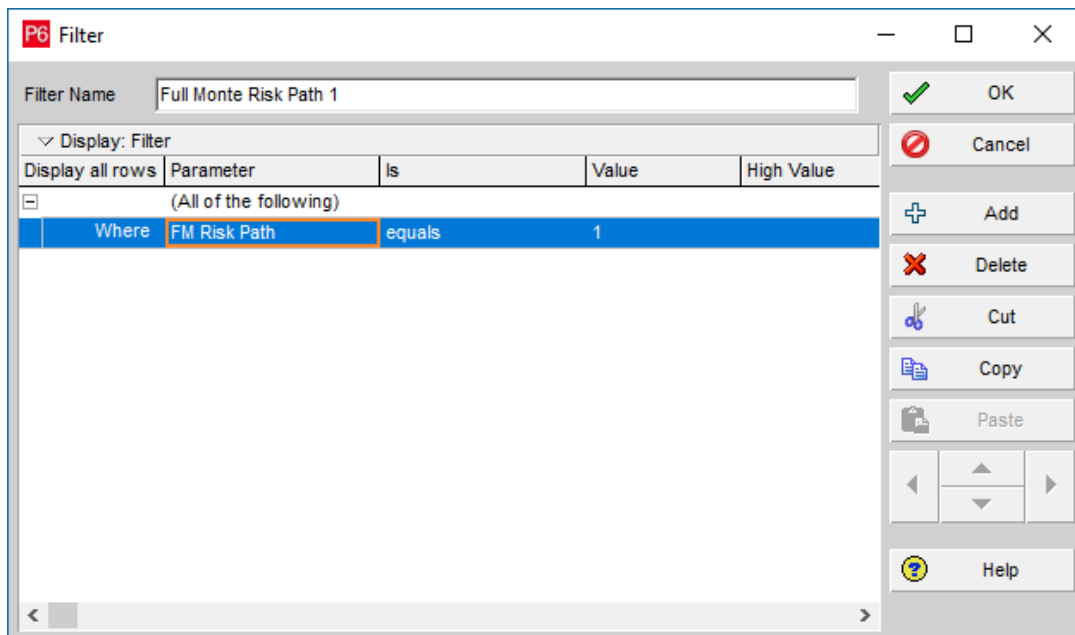 P6 Filter
Filter Name Full Monte Risk Path 1
Display: Filter
Display all rows Parameter Is Value High Value
(All of the following)
Where FM Risk Path equals 1
OK
Cancel
Add
Delete
Cut
Copy
Paste
Help